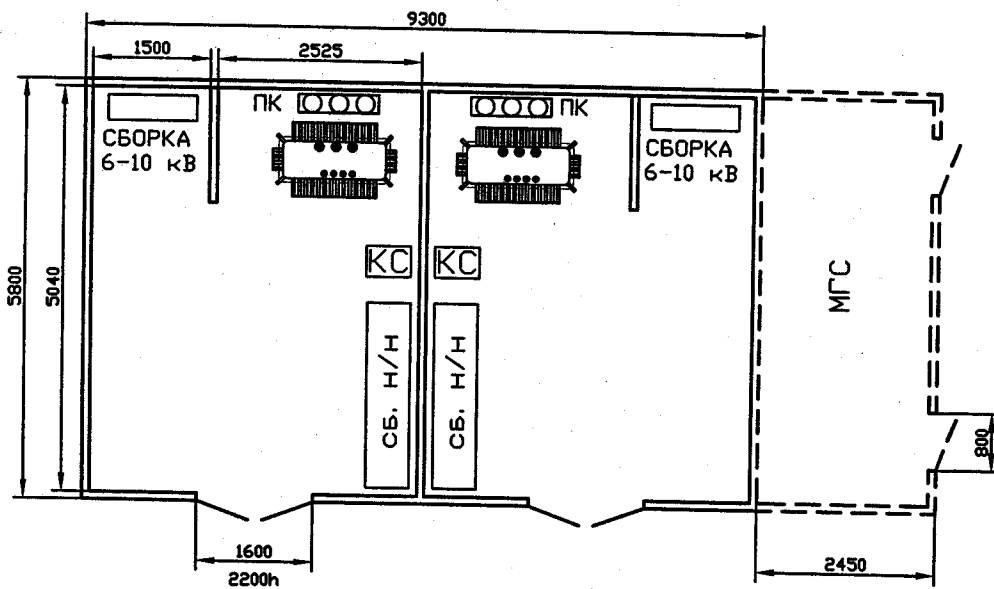 9300
1500
2525
ПК
ПК
СБОРКА
6-10 кВ
СБОРКА
6-10 кВ
5800
5040
КС
КС
МГС
СБ. Н/Н
СБ. Н/Н
800
1600
2200h
2450